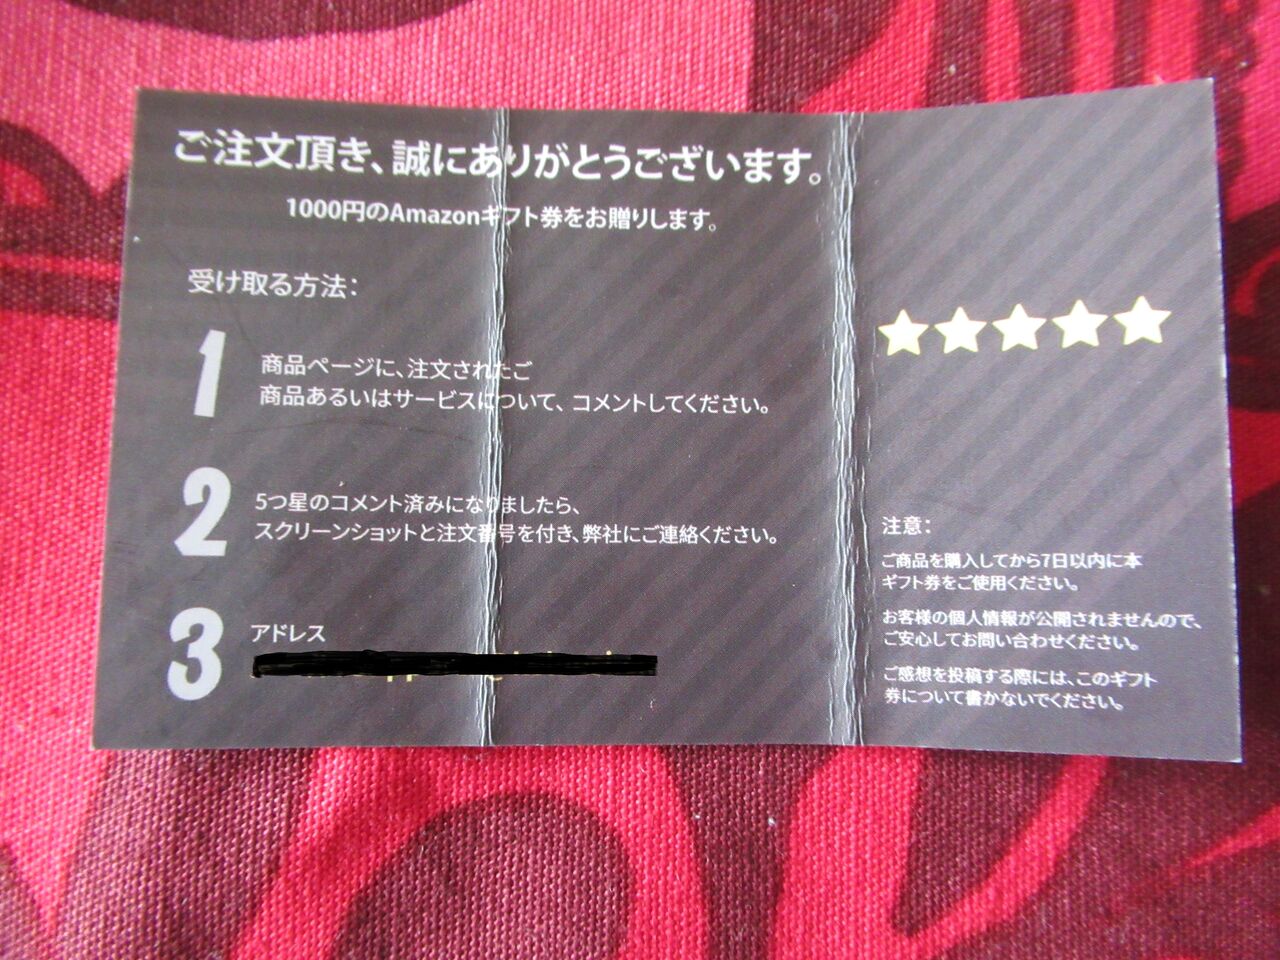 ご注文頂き、誠にありがとうございます。
1000円のAmazonギフト券をお贈りします。
受け取る方法：
1
商品ページに、注文されたご
商品あるいはサービスについて、コメントしてください。
2
5つ星のコメント済みになりましたら、
スクリーンショットと注文番号を付き、弊社にご連絡ください。
3
アドレス
注意：
ご商品を購入してから7日以内に本
ギフト券をご使用ください。
お客様の個人情報が公開されませんので、
ご安心してお問い合わせください。
ご感想を投稿する際には、このギフト
券について書かないでください。